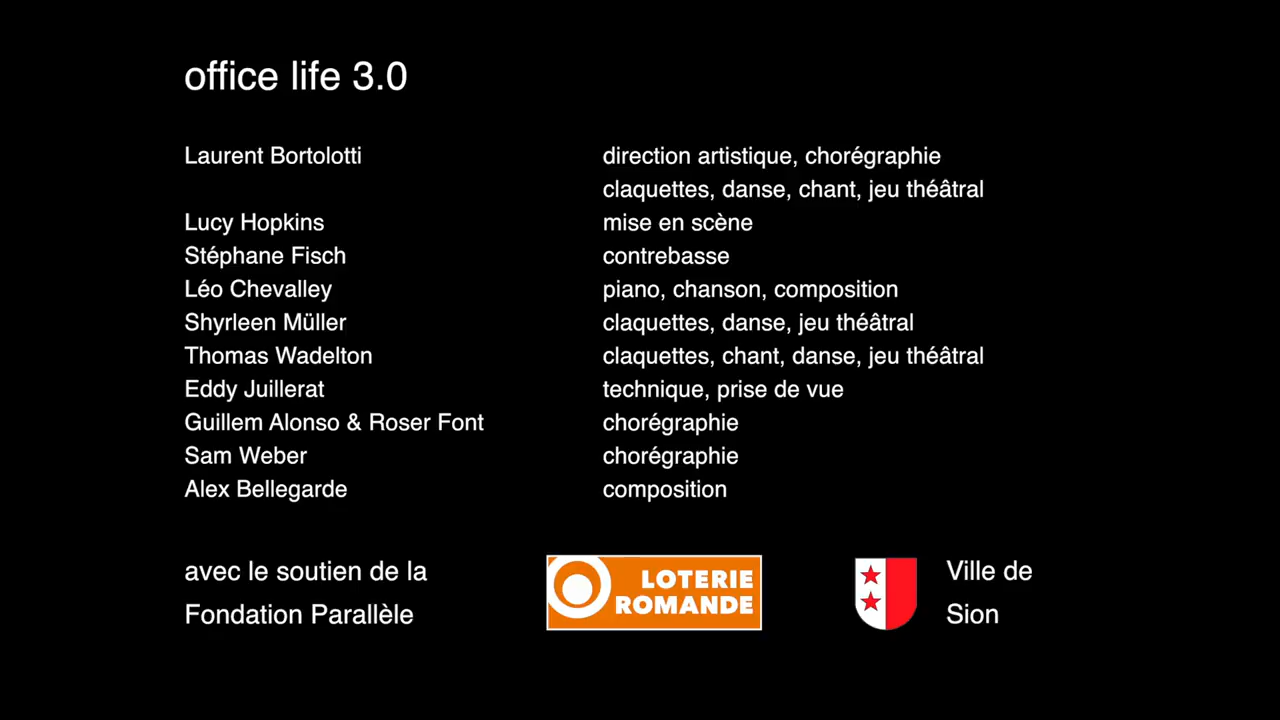 office life 3.0
Laurent Bortolotti direction artistique, chorégraphie
claquettes, danse, chant, jeu théâtral
Lucy Hopkins mise en scène
Stéphane Fisch contrebasse
Léo Chevalley piano, chanson, composition
Shyrleen Müller claquettes, danse, jeu théâtral
Thomas Wadelton claquettes, chant, danse, jeu théâtral
Eddy Juillerat technique, prise de vue
Guillem Alonso & Roser Font chorégraphie
Sam Weber chorégraphie
Alex Bellegarde composition
avec le soutien de la
Fondation Parallèle
LOTERIE
ROMANDE
Ville de
Sion